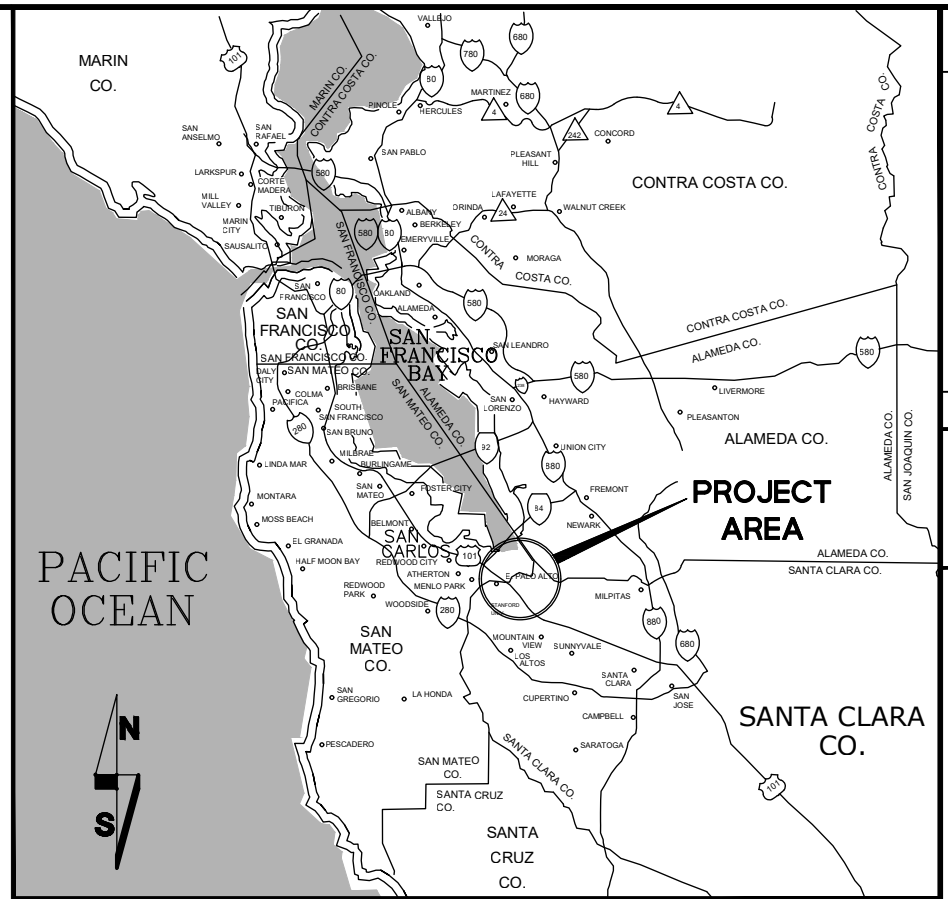 VALLEJO
680
MARIN
CO.
101
780
80
680
MARTINEZ
MARIN CO.
CONTRA COSTA CO.
PINOLE
HERCULES
4
4
CONTRA COSTA CO.
CONTRA
SAN
ANSELMO
SAN
RAFAEL
242
CONCORD
SAN PABLO
PLEASANT
HILL
LARKSPUR
580
CORTE
MADERA
CONTRA COSTA CO.
MILL
VALLEY
TIBURON
LAFAYETTE
ORINDA
24
WALNUT CREEK
MARIN
CITY
ALBANY
BERKELEY
580
80
EMERYVILLE
SAUSALITO
SAN FRANCISCO CO.
CONTRA
COSTA CO.
MORAGA
SAN
FRANCISCO
80
OAKLAND
ALAMEDA
580
SAN
FRANCISCO
CO.
CONTRA COSTA CO.
ALAMEDA CO.
SAN
FRANCISCO
BAY
SAN LEANDRO
580
SAN FRANCISCO CO.
SAN MATEO CO.
DALY
CITY
BRISBANE
COLMA
PACIFICA
SOUTH
SAN FRANCISCO
580
HAYWARD
SAN
LORENZO
LIVERMORE
PLEASANTON
ALAMEDA CO.
SAN MATEO CO.
280
SAN BRUNO
ALAMEDA CO.
ALAMEDA CO.
SAN JOAQUIN CO.
92
UNION CITY
MILBRAE
BURLINGAME
LINDA MAR
880
SAN
MATEO
FOSTER CITY
FREMONT
MONTARA
84
PROJECT
AREA
MOSS BEACH
BELMONT
NEWARK
SAN
CARLOS
EL GRANADA
101
REDWOOD CITY
HALF MOON BAY
ATHERTON
MENLO PARK
E. PALO ALTO
ALAMEDA CO.
SANTA CLARA CO.
PACIFIC
OCEAN
REDWOOD
PARK
MILPITAS
WOODSIDE
280
STANFORD
880
SAN
MATEO
CO.
MOUNTAIN
VIEW
SUNNYVALE
680
LOS
ALTOS
SANTA
CLARA
SAN
GREGORIO
LA HONDA
CUPERTINO
SAN
JOSE
CAMPBELL
SANTA CLARA
CO.
N
S
PESCADERO
SARATOGA
SANTA CLARA CO.
SAN MATEO
CO.
SANTA CRUZ
CO.
101
SANTA
CRUZ
CO.